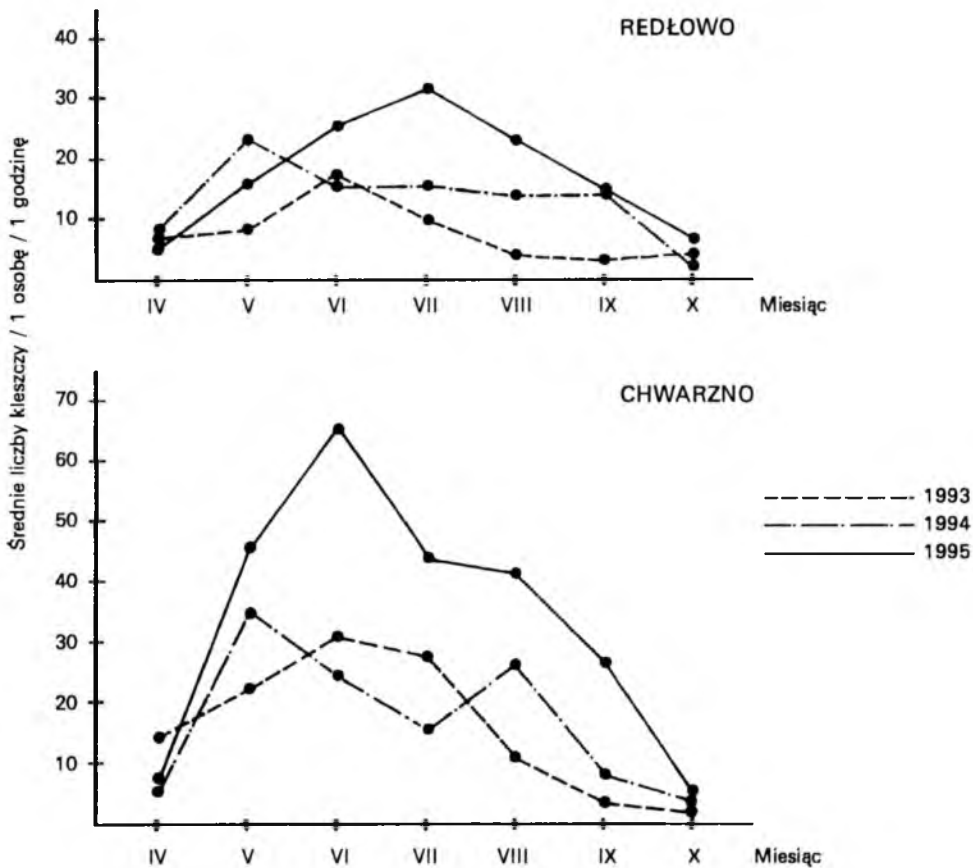 Średnie liczby kleszczy / 1 osobę / 1 godzinę
REDŁOWO
40
30
20
10
IV V VI VII VIII IX X Miesiąc
CHWARZNO
70
60
50
40
30
20
10
IV V VI VII VIII IX X Miesiąc
1993
1994
1995